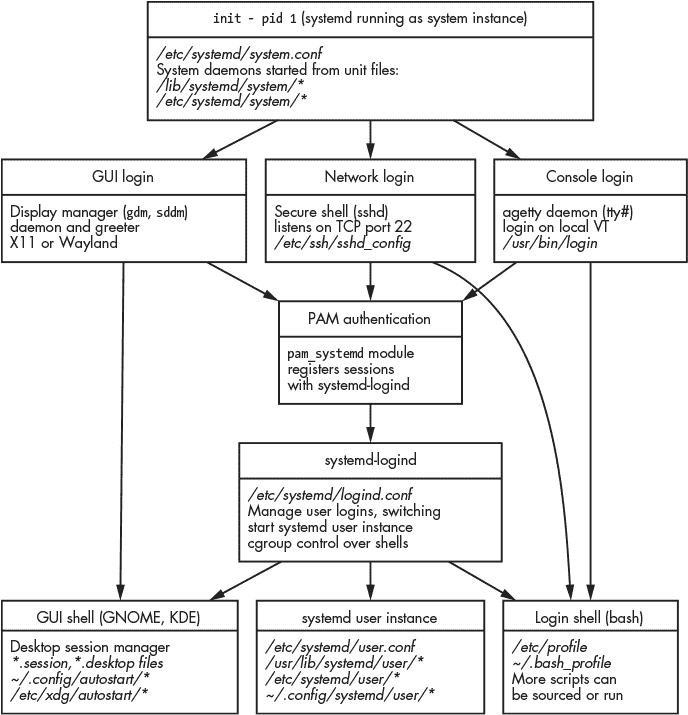 init - pid 1 (systemd running as system instance)
/etc/systemd/system.conf
System daemons started from unit files:
/lib/systemd/system/*
/etc/systemd/system/*
GUI login
Display manager (gdm, sddm)
daemon and greeter
X11 or Wayland
Network login
Secure shell (sshd)
listens on TCP port 22
/etc/ssh/sshd_config
Console login
agetty daemon (tty#)
login on local VT
/usr/bin/login
PAM authentication
pam_systemd module
registers sessions
with systemd-logind
systemd-logind
/etc/systemd/logind.conf
Manage user logins, switching
start systemd user instance
cgroup control over shells
GUI shell (GNOME, KDE)
Desktop session manager
*.session,*.desktop files
~/.config/autostart/*
/etc/xdg/autostart/*
systemd user instance
/etc/systemd/user.conf
/usr/lib/systemd/user/*
/etc/systemd/user/*
~/.config/systemd/user/*
Login shell (bash)
/etc/profile
~/.bash_profile
More scripts can
be sourced or run